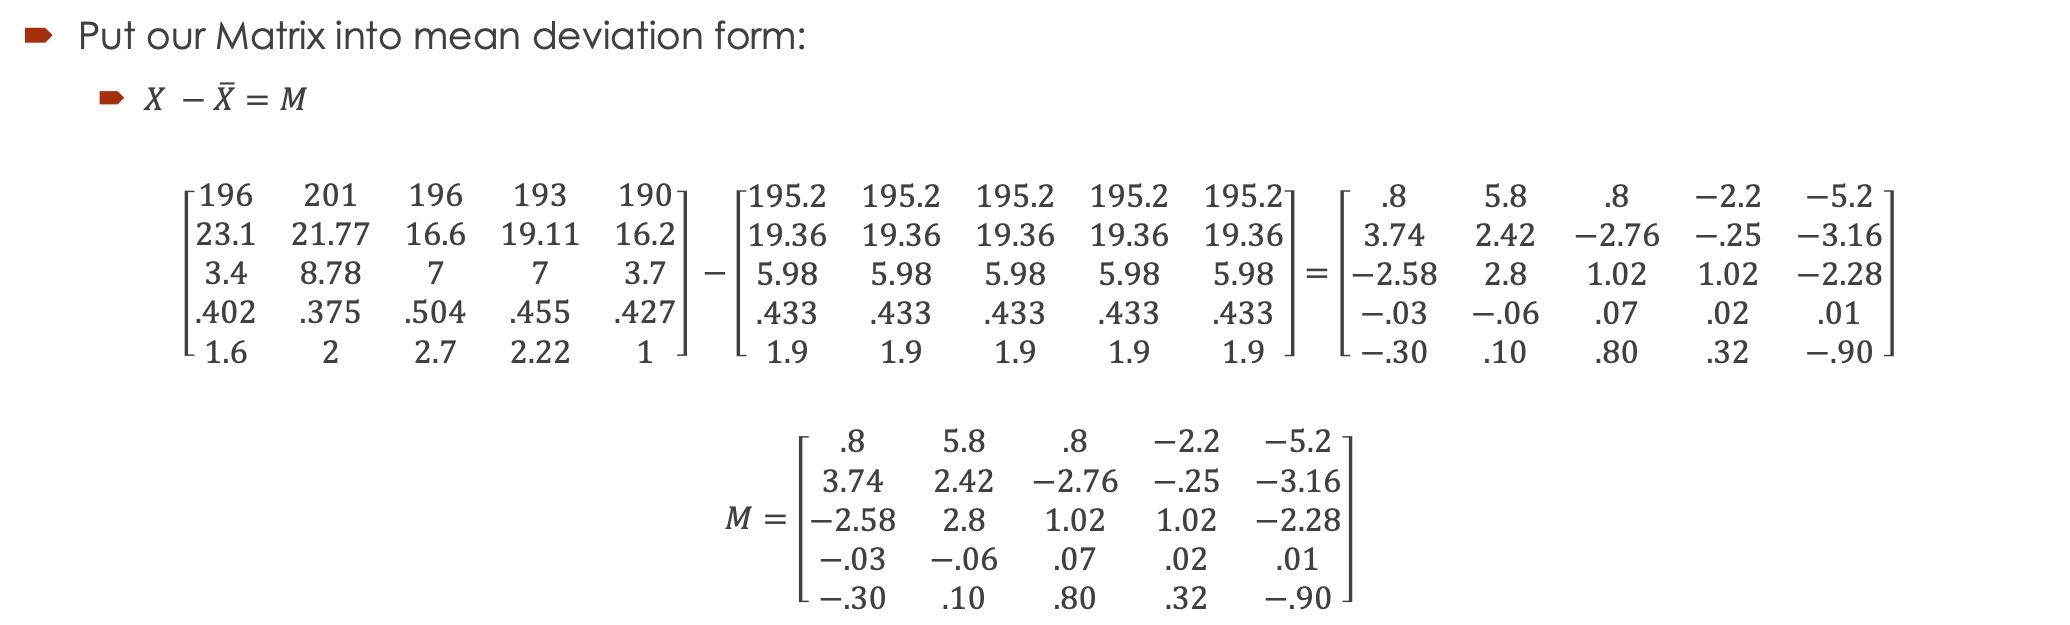 Put our Matrix into mean deviation form:
X − X̄ = M
196 201 196 193 190 195.2 195.2 195.2 195.2 195.2 .8 5.8 .8 −2.2 −5.2
23.1 21.77 16.6 19.11 16.2 19.36 19.36 19.36 19.36 19.36 3.74 2.42 −2.76 −.25 −3.16
3.4 8.78 7 7 3.7 − 5.98 5.98 5.98 5.98 5.98 = −2.58 2.8 1.02 1.02 −2.28
.402 .375 .504 .455 .427 .433 .433 .433 .433 .433 −.03 −.06 .07 .02 .01
1.6 2 2.7 2.22 1 1.9 1.9 1.9 1.9 1.9 −.30 .10 .80 .32 −.90
.8 5.8 .8 −2.2 −5.2
3.74 2.42 −2.76 −.25 −3.16
M = −2.58 2.8 1.02 1.02 −2.28
−.03 −.06 .07 .02 .01
−.30 .10 .80 .32 −.90